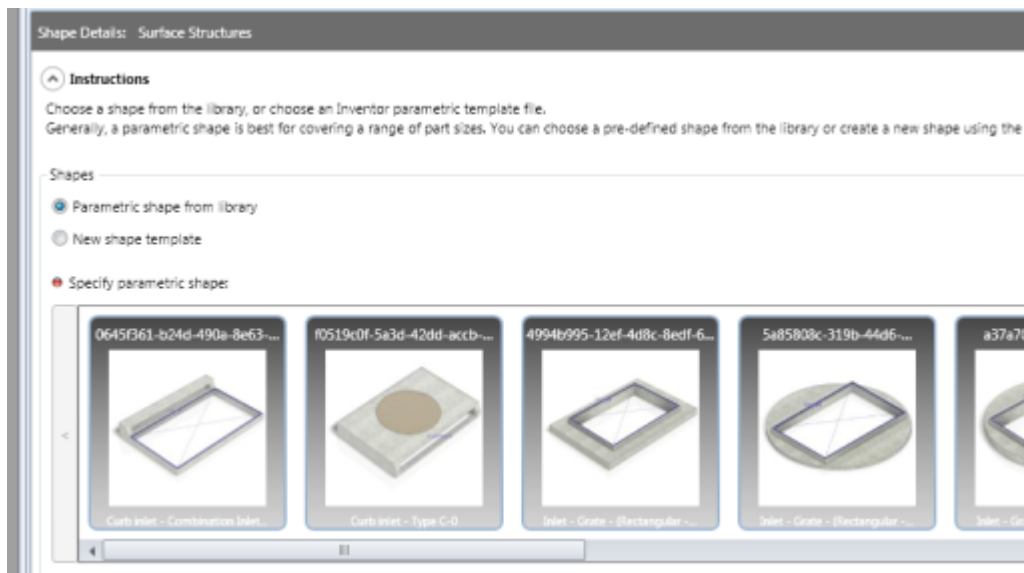 Shape Details: Surface Structures
Instructions
Choose a shape from the library, or choose an Inventor parametric template file.
Generally, a parametric shape is best for covering a range of part sizes. You can choose a pre-defined shape from the library or create a new shape using the
Shapes
Parametric shape from library
New shape template
Specify parametric shape:
0645f361-b24d-490a-8e63-... f0519c0f-5a3d-42dd-accb-... 4994b995-12ef-4d8c-8edf-6... 5a85808c-319b-44d6-... a37a7
<
Curb inlet - Combination Inlet... Curb inlet - Type C-0 Inlet - Grate - (Rectangular -... Inlet - Grate - (Rectangular -... Inlet - Gr